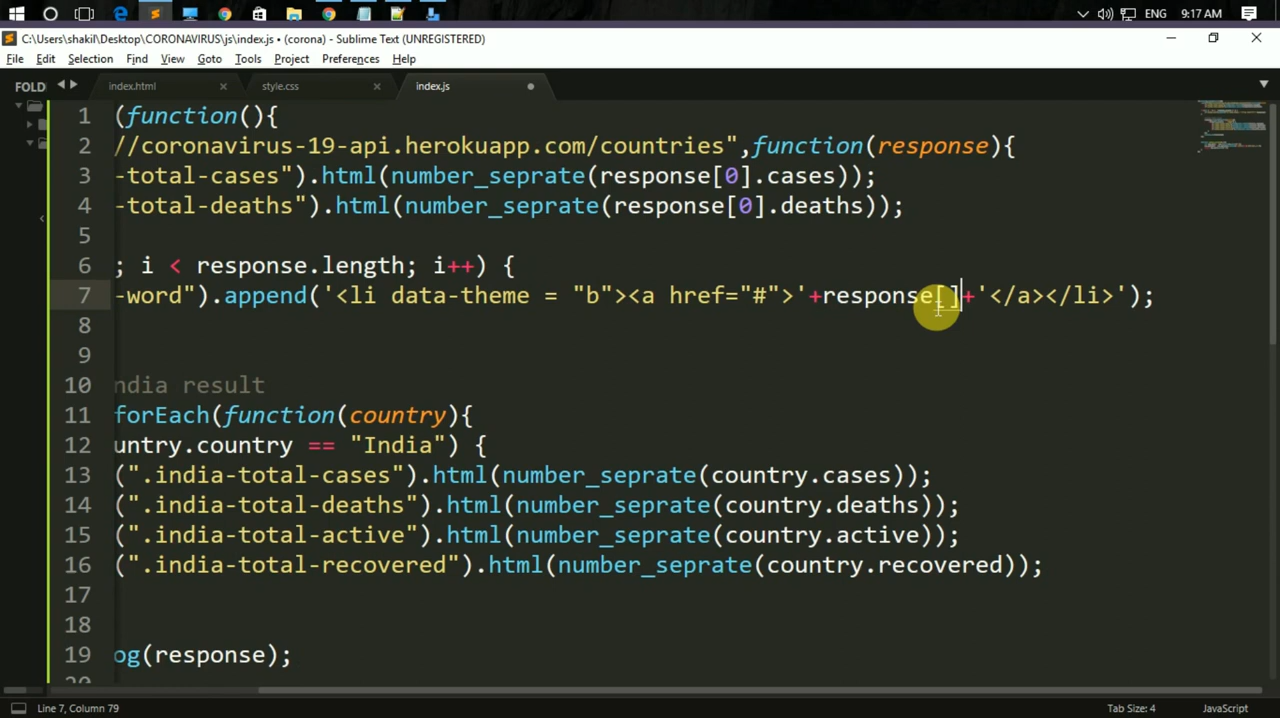 ENG 9:17 AM
C:\Users\shakil\Desktop\CORONAVIRUS\js\index.js • (corona) - Sublime Text (UNREGISTERED)
File Edit Selection View Goto Tools Project Preferences Help
FOLD index.html style.css index.js
1 (function(){
2 //coronavirus-19-api.herokuapp.com/countries",function(response){
3 -total-cases").html(number_seprate(response[0].cases));
4 -total-deaths").html(number_seprate(response[0].deaths));
5
6 ; i < response.length; i++) {
7 -word").append('<li data-theme = "b"><a href="#">'+response[]+'</a></li>');
8
9
10 ndia result
11 forEach(function(country){
12 untry.country == "India") {
13 (".india-total-cases").html(number_seprate(country.cases));
14 (".india-total-deaths").html(number_seprate(country.deaths));
15 (".india-total-active").html(number_seprate(country.active));
16 (".india-total-recovered").html(number_seprate(country.recovered));
17
18
19 og(response);
Line 7, Column 79 Tab Size: 4 JavaScript